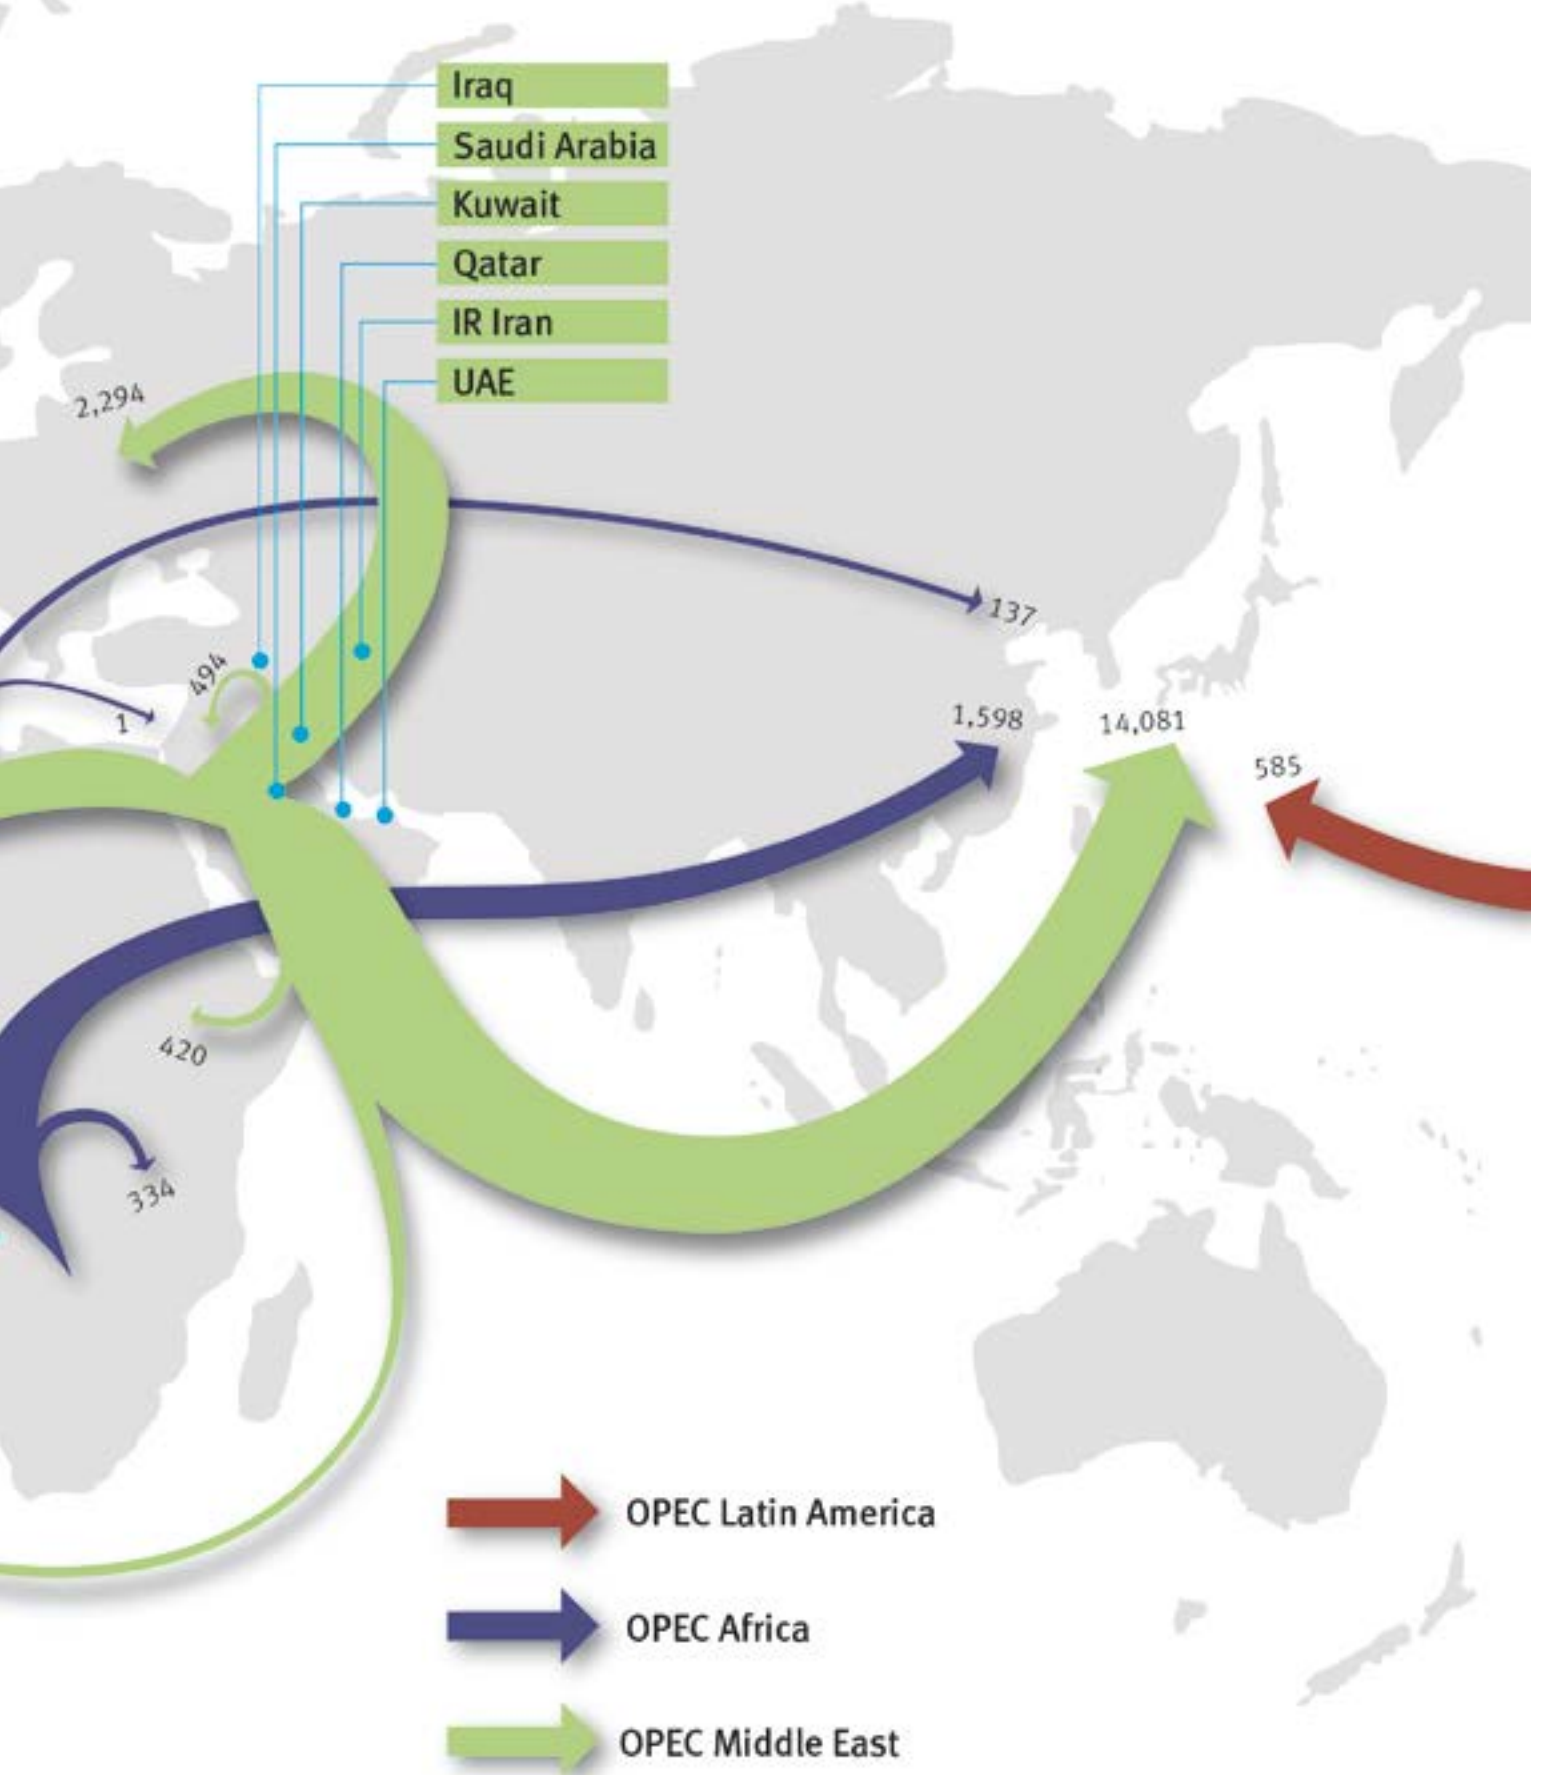 Iraq
Saudi Arabia
Kuwait
Qatar
IR Iran
UAE
2,294
137
494
1
1,598
14,081
585
420
334
OPEC Latin America
OPEC Africa
OPEC Middle East